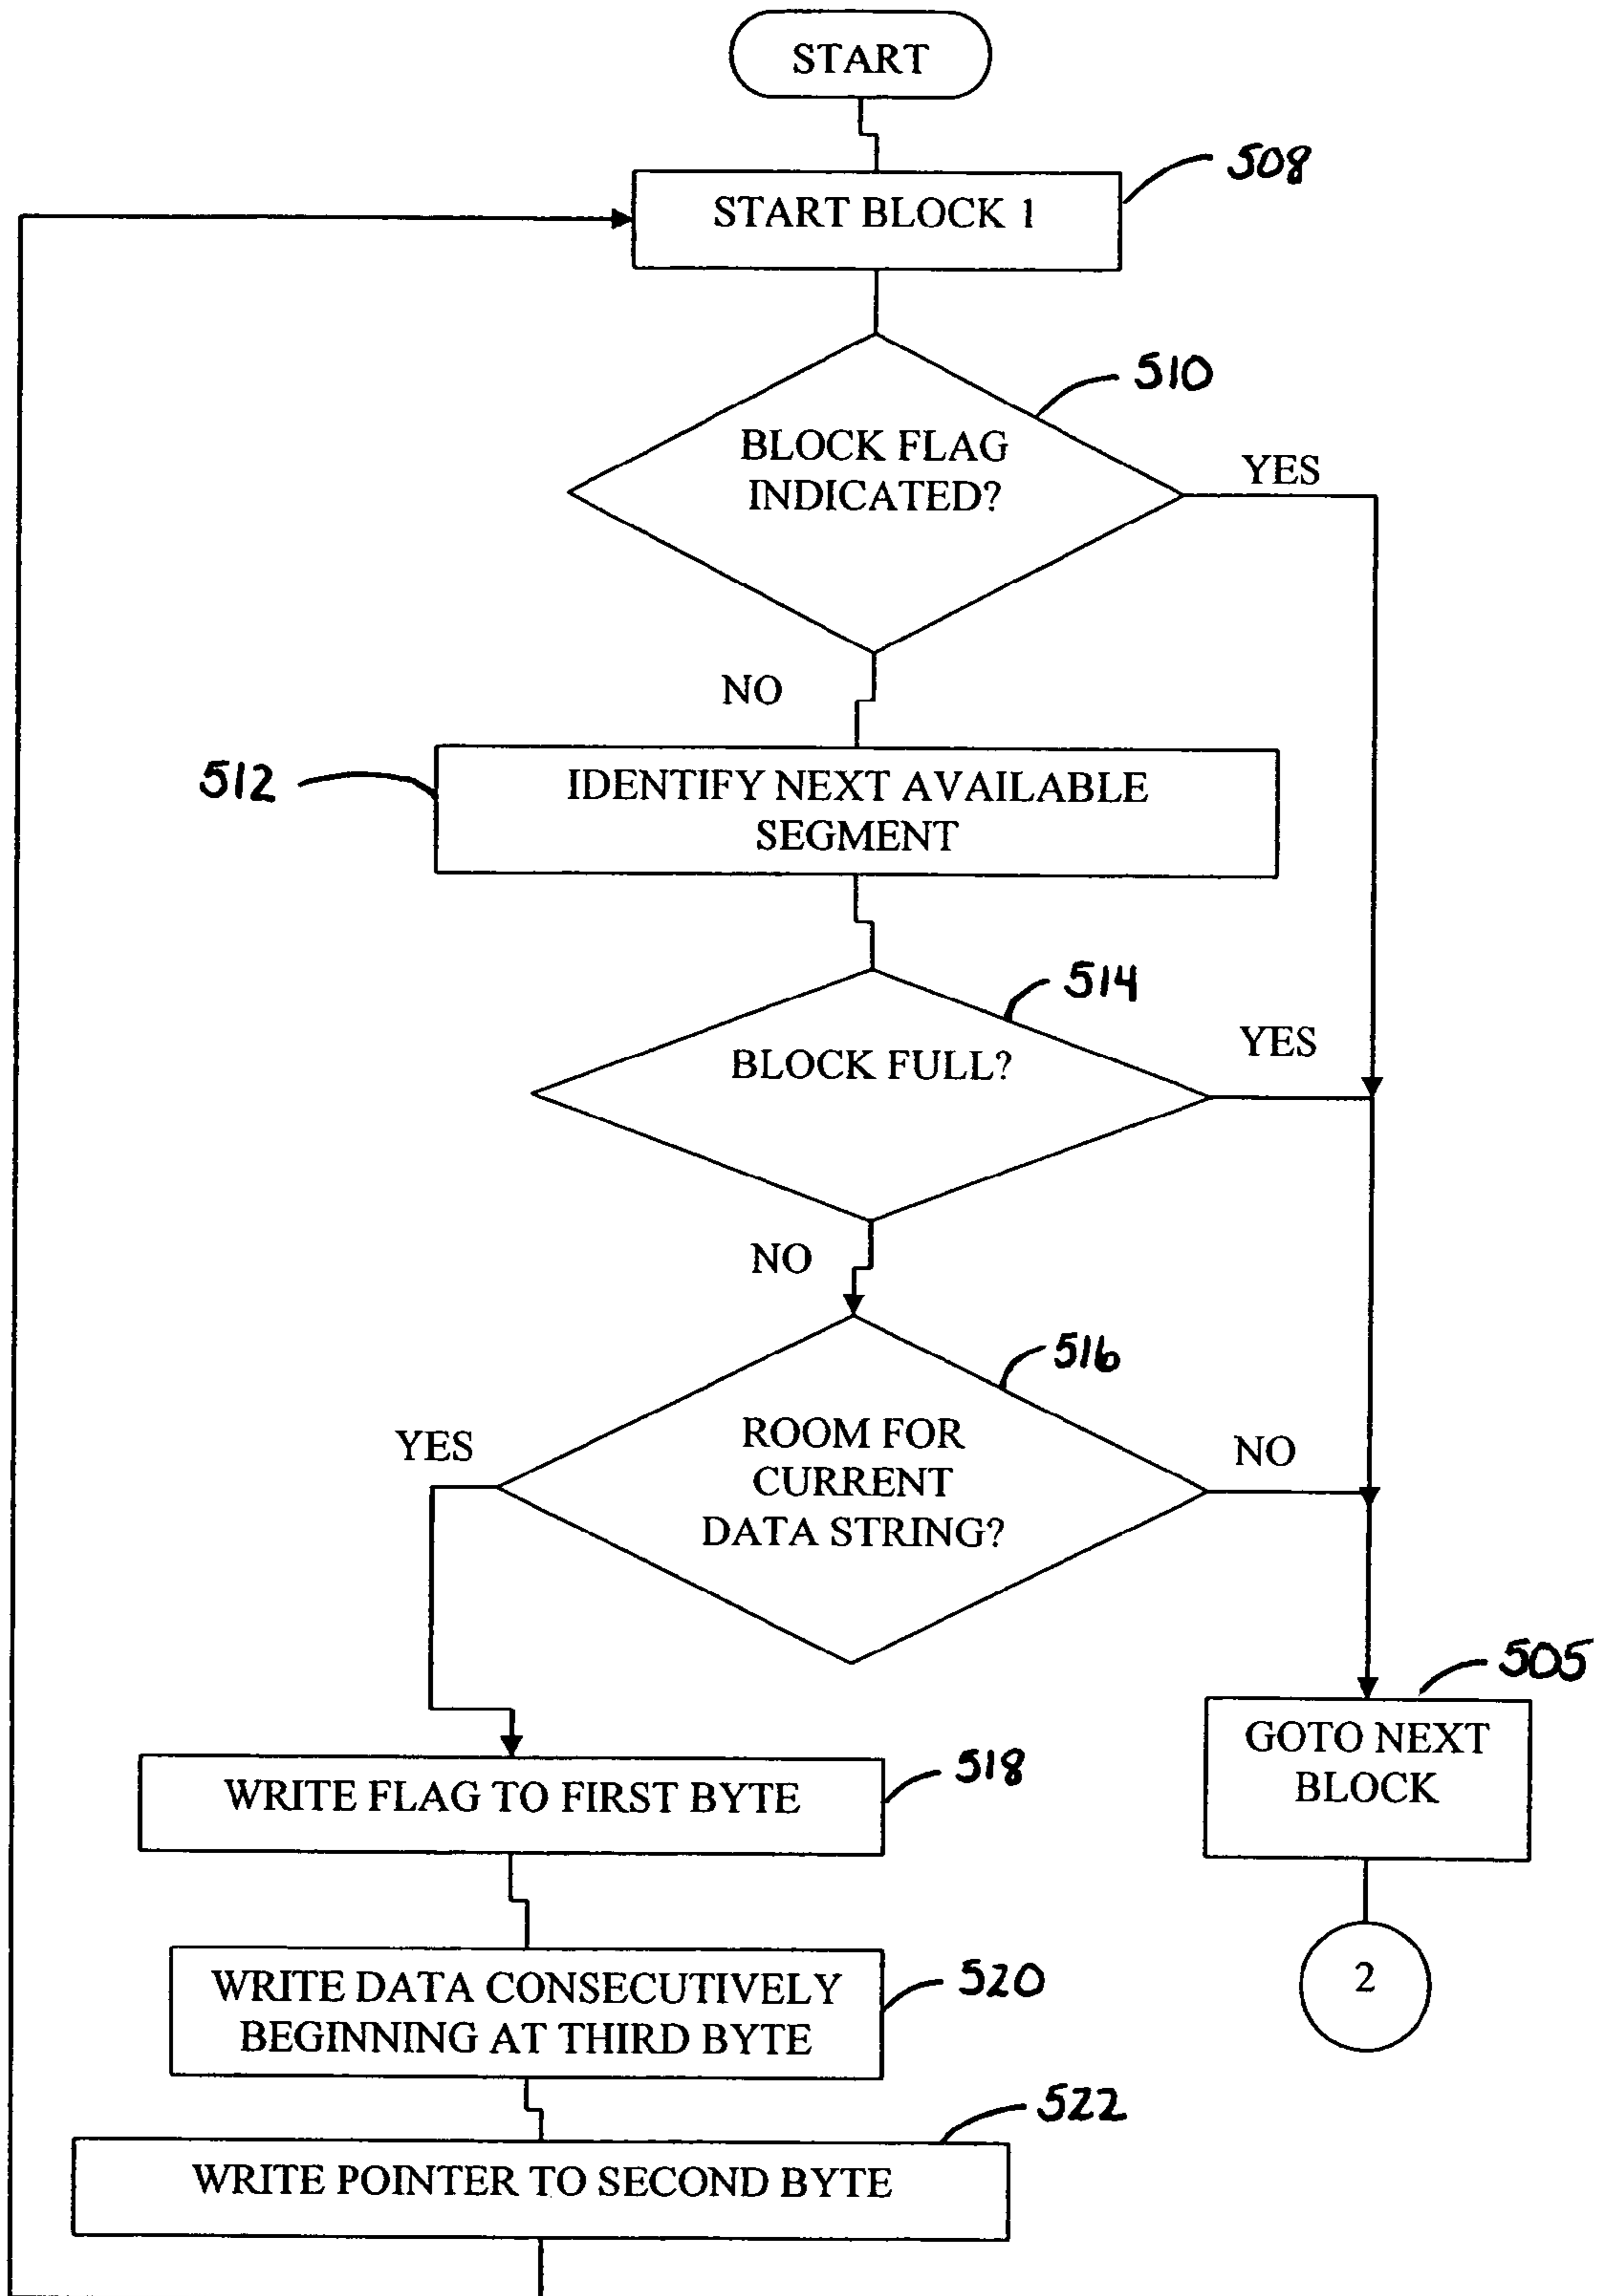 START
508
START BLOCK 1
510
BLOCK FLAG
INDICATED?
YES
NO
512
IDENTIFY NEXT AVAILABLE
SEGMENT
514
BLOCK FULL?
YES
NO
516
ROOM FOR
CURRENT
DATA STRING?
YES
NO
505
GOTO NEXT
BLOCK
518
WRITE FLAG TO FIRST BYTE
520
WRITE DATA CONSECUTIVELY
BEGINNING AT THIRD BYTE
2
522
WRITE POINTER TO SECOND BYTE